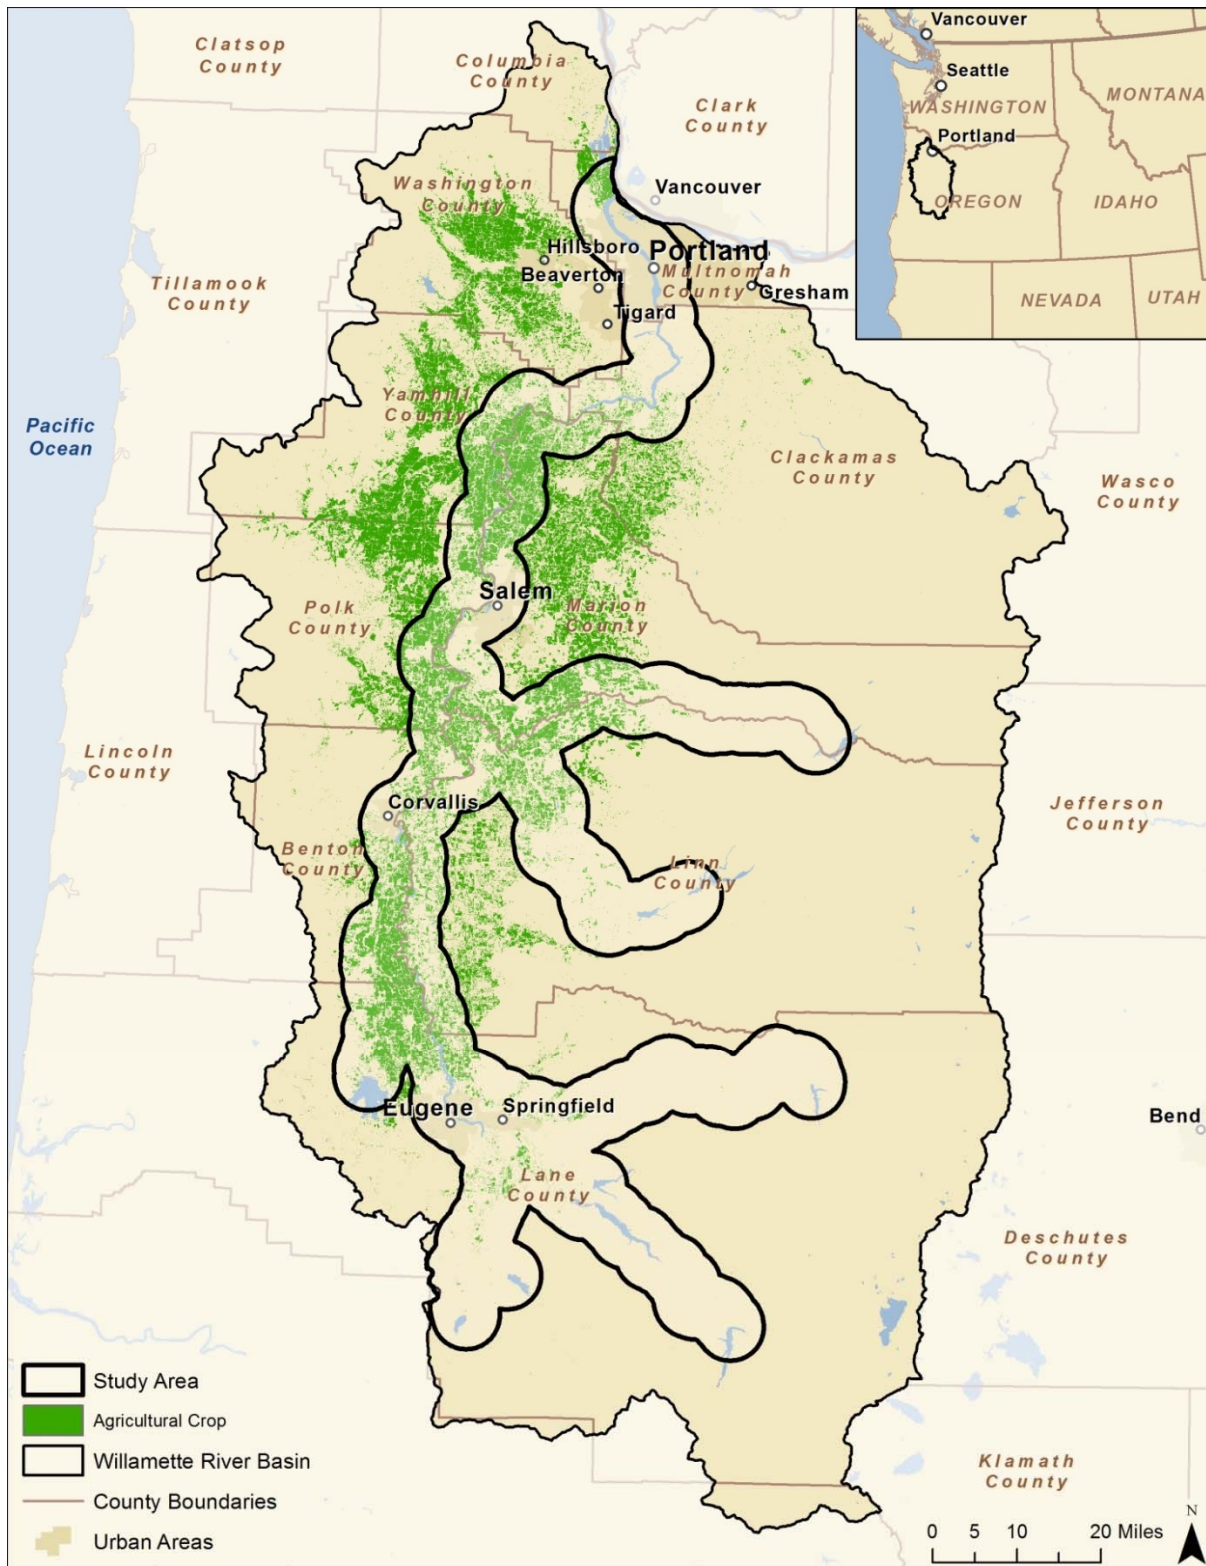 Clatsop
County
Columbia
County
Clark
County
Vancouver
Seattle
WASHINGTON
MONTANA
Portland
OREGON
IDAHO
NEVADA
UTAH
Washington
County
Vancouver
Hillsboro
Portland
Beaverton
Multnomah
County
Gresham
Tigard
Tillamook
County
Yamhill
County
Pacific
Ocean
Clackamas
County
Wasco
County
Salem
Polk
County
Marion
County
Lincoln
County
Corvallis
Jefferson
County
Benton
County
Linn
County
Eugene
Springfield
Bend
Lane
County
Deschutes
County
Klamath
County
Study Area
Agricultural Crop
Willamette River Basin
County Boundaries
Urban Areas
N
0 5 10 20 Miles